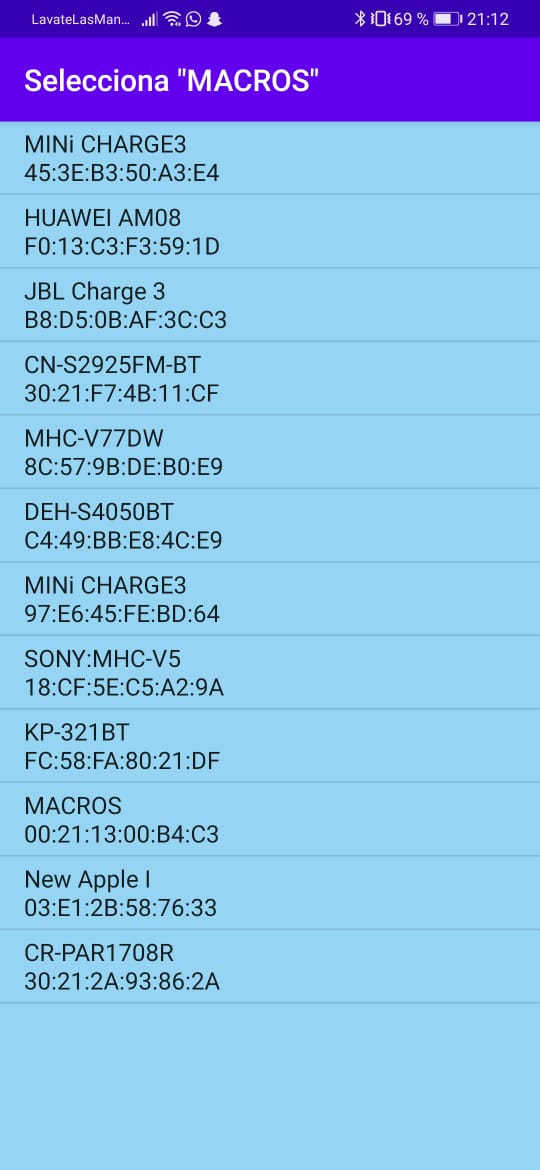 LavateLasMan... 69 % 21:12
Selecciona "MACROS"
MINi CHARGE3
45:3E:B3:50:A3:E4
HUAWEI AM08
F0:13:C3:F3:59:1D
JBL Charge 3
B8:D5:0B:AF:3C:C3
CN-S2925FM-BT
30:21:F7:4B:11:CF
MHC-V77DW
8C:57:9B:DE:B0:E9
DEH-S4050BT
C4:49:BB:E8:4C:E9
MINi CHARGE3
97:E6:45:FE:BD:64
SONY:MHC-V5
18:CF:5E:C5:A2:9A
KP-321BT
FC:58:FA:80:21:DF
MACROS
00:21:13:00:B4:C3
New Apple I
03:E1:2B:58:76:33
CR-PAR1708R
30:21:2A:93:86:2A